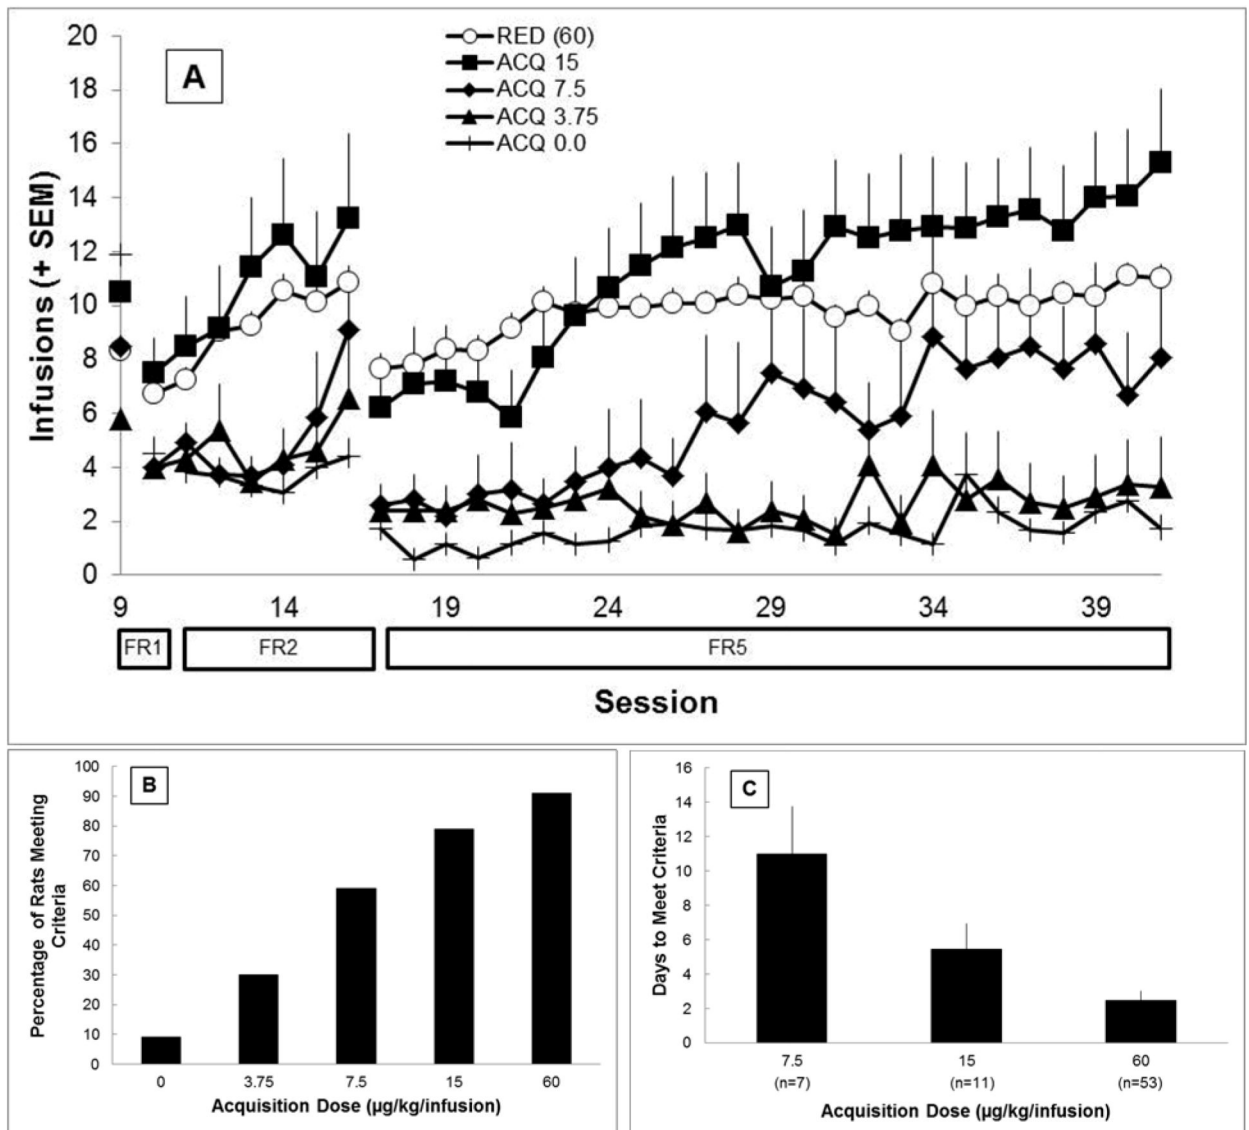 A
RED (60)
ACQ 15
ACQ 7.5
ACQ 3.75
ACQ 0.0
Infusions (+ SEM)
20
18
16
14
12
10
8
6
4
2
0
9 14 19 24 29 34 39
FR1 FR2 FR5
Session
B
Percentage of Rats Meeting
Criteria
100
90
80
70
60
50
40
30
20
10
0
0 3.75 7.5 15 60
Acquisition Dose (µg/kg/infusion)
C
Days to Meet Criteria
16
14
12
10
8
6
4
2
0
7.5 15 60
(n=7) (n=11) (n=53)
Acquisition Dose (µg/kg/infusion)